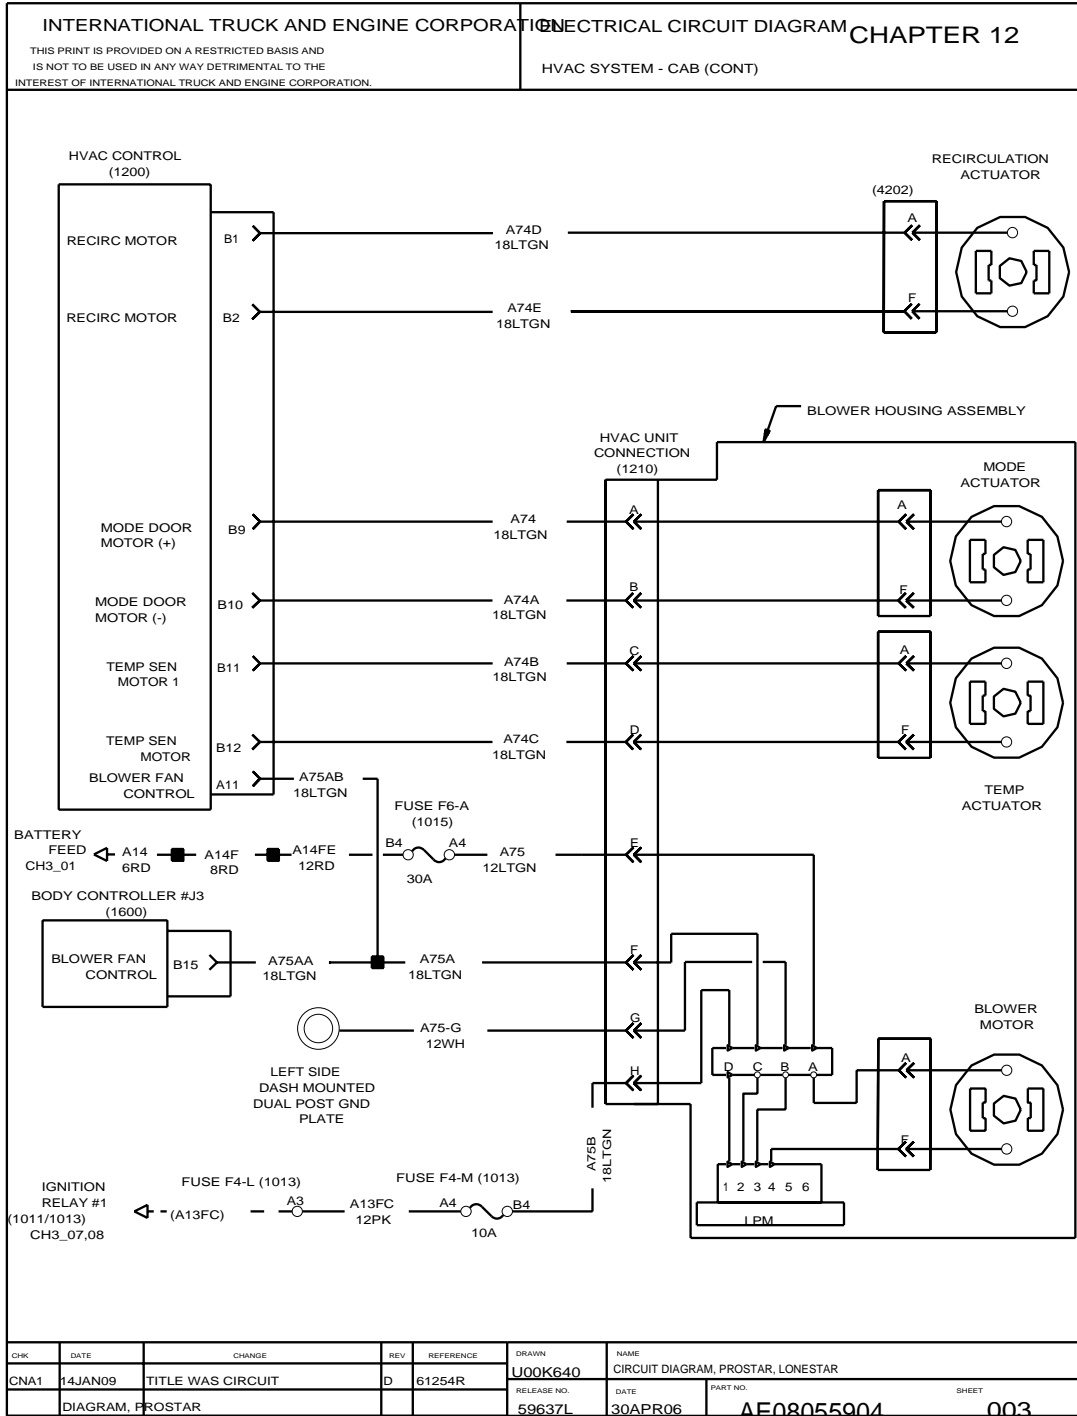 INTERNATIONAL TRUCK AND ENGINE CORPORATION
ELECTRICAL CIRCUIT DIAGRAM
CHAPTER 12
THIS PRINT IS PROVIDED ON A RESTRICTED BASIS AND
IS NOT TO BE USED IN ANY WAY DETRIMENTAL TO THE
INTEREST OF INTERNATIONAL TRUCK AND ENGINE CORPORATION.
HVAC SYSTEM - CAB (CONT)
HVAC CONTROL
(1200)
RECIRCULATION
ACTUATOR
(4202)
RECIRC MOTOR
B1
A74D
18LTGN
A
RECIRC MOTOR
B2
A74E
18LTGN
F
BLOWER HOUSING ASSEMBLY
HVAC UNIT
CONNECTION
(1210)
MODE
ACTUATOR
MODE DOOR
MOTOR (+)
B9
A74
18LTGN
A
A
MODE DOOR
MOTOR (-)
B10
A74A
18LTGN
B
F
TEMP SEN
MOTOR 1
B11
A74B
18LTGN
C
A
TEMP SEN
MOTOR
B12
A74C
18LTGN
D
F
TEMP
ACTUATOR
BLOWER FAN
CONTROL
A11
A75AB
18LTGN
FUSE F6-A
(1015)
BATTERY
FEED
CH3_01
A14
6RD
A14F
8RD
A14FE
12RD
B4
A4
30A
A75
12LTGN
E
BODY CONTROLLER #J3
(1600)
BLOWER FAN
CONTROL
B15
A75AA
18LTGN
A75A
18LTGN
F
A75-G
12WH
G
LEFT SIDE
DASH MOUNTED
DUAL POST GND
PLATE
H
D C B A
BLOWER
MOTOR
A
F
A75B
18LTGN
1 2 3 4 5 6
LPM
IGNITION
RELAY #1
(1011/1013)
CH3_07,08
(A13FC)
FUSE F4-L (1013)
A3
A13FC
12PK
FUSE F4-M (1013)
A4
B4
10A
CHK DATE CHANGE REV REFERENCE
CNA1 14JAN09 TITLE WAS CIRCUIT D 61254R
DIAGRAM, PROSTAR
DRAWN
U00K640
NAME
CIRCUIT DIAGRAM, PROSTAR, LONESTAR
RELEASE NO.
59637L
DATE
30APR06
PART NO.
AE08055904
SHEET
003